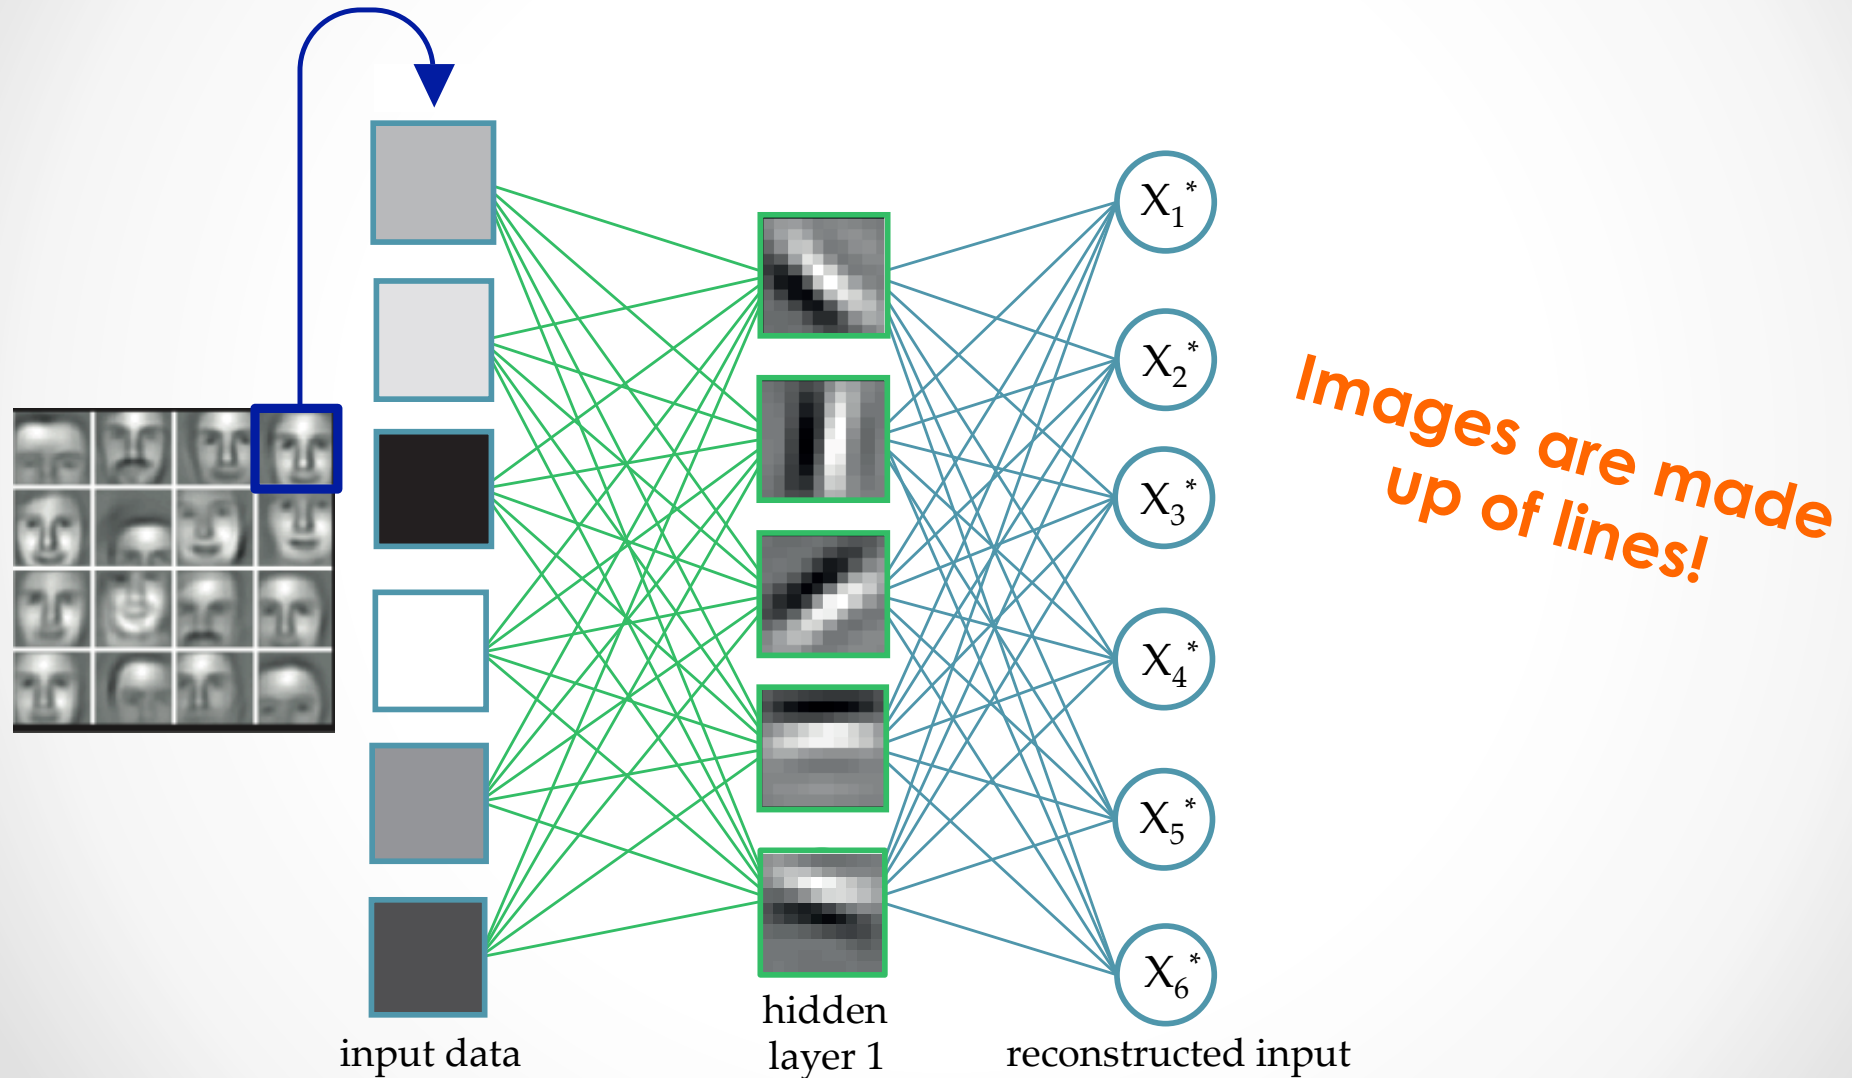 X₁*
X₂*
X₃*
X₄*
X₅*
X₆*
Images are made
up of lines!
input data
hidden
layer 1
reconstructed input